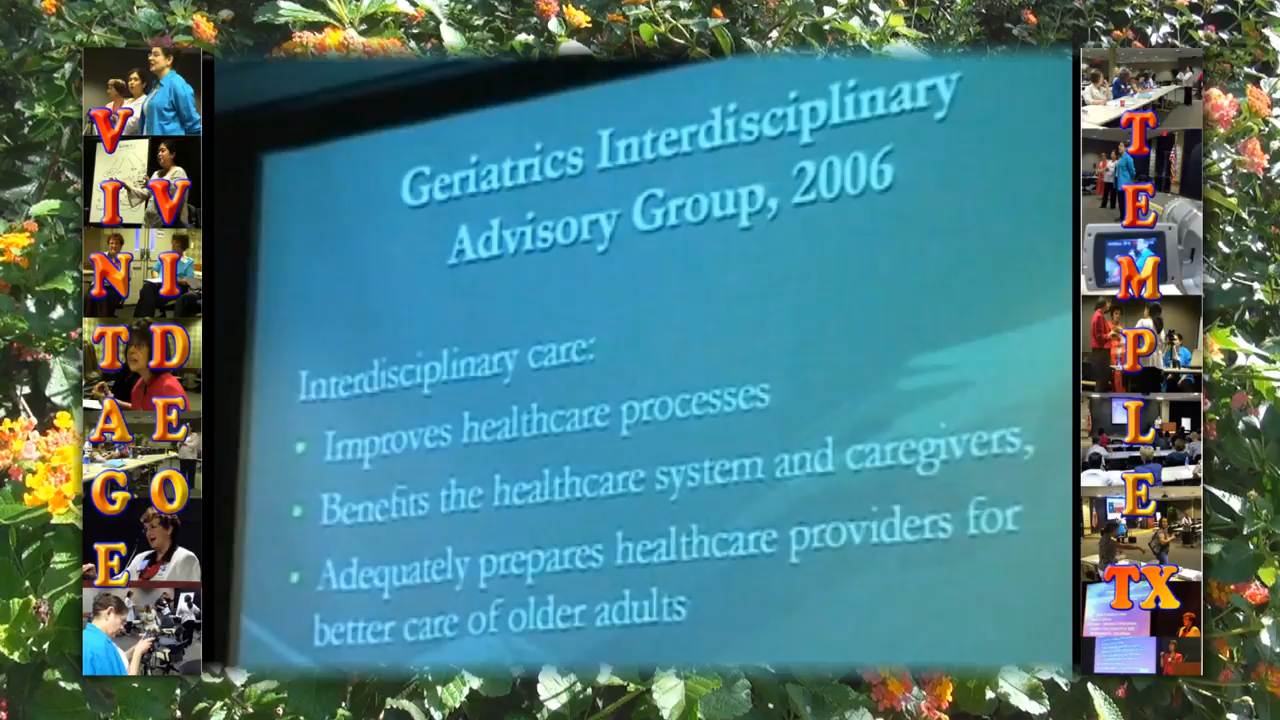 VINTAGE
VIDEO
Geriatrics Interdisciplinary
Advisory Group, 2006
Interdisciplinary care:
• Improves healthcare processes
• Benefits the healthcare system and caregivers,
• Adequately prepares healthcare providers for
better care of older adults
TEMPLE
TX